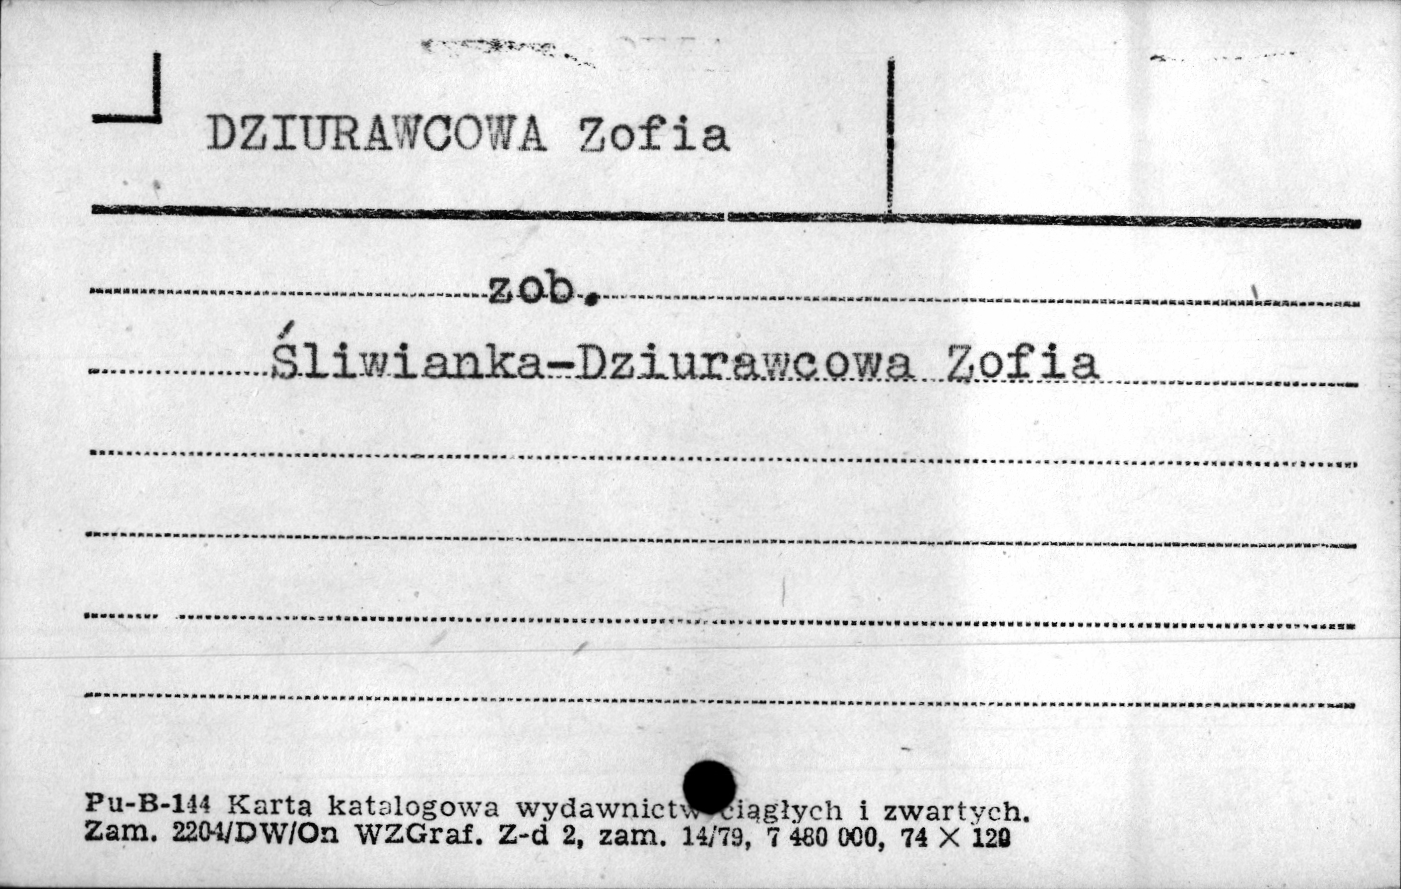 DZIURAWCOWA Zofia
zob.
Śliwianka-Dziurawcowa Zofia
Pu-B-144 Karta katalogowa wydawnictw ciągłych i zwartych.
Zam. 2204/DW/On WZGraf. Z-d 2, zam. 14/79, 7 480 000, 74 X 120